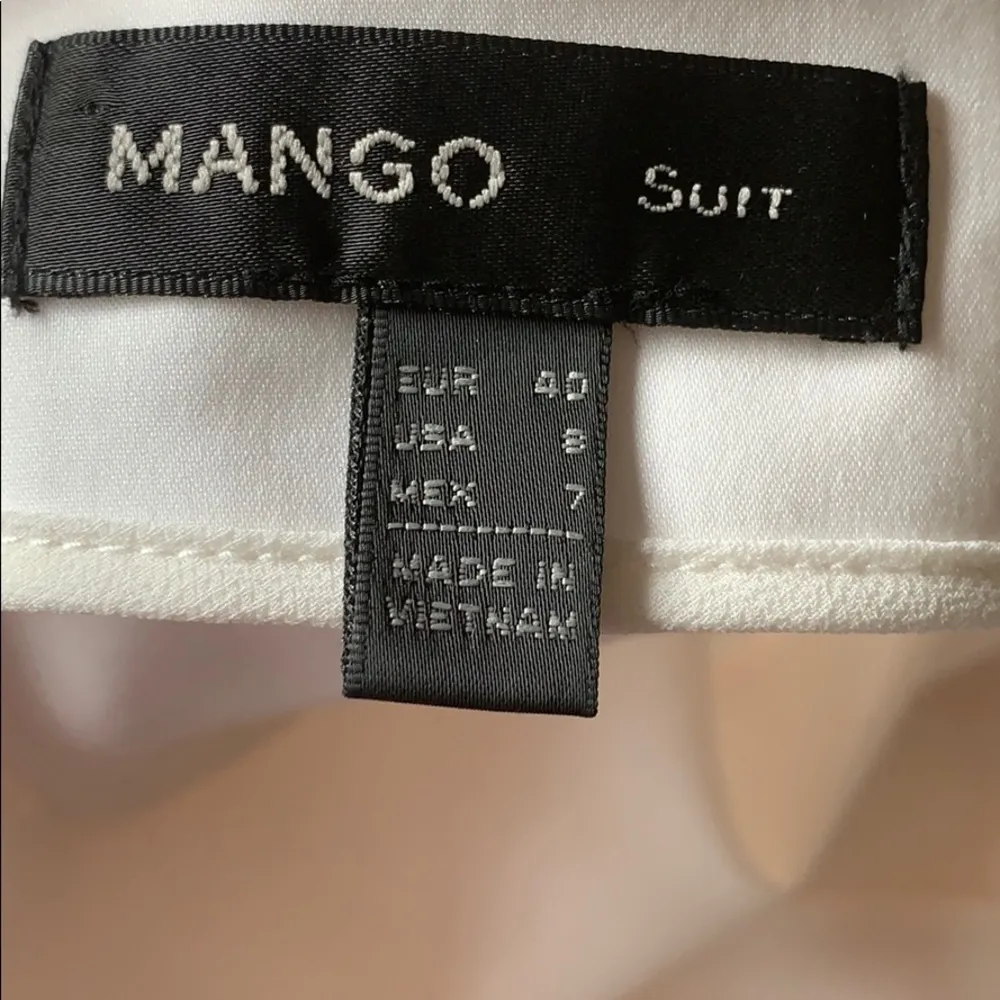 MANGO SUIT
EUR 40
USA 8
MEX 7
MADE IN
VIETNAM